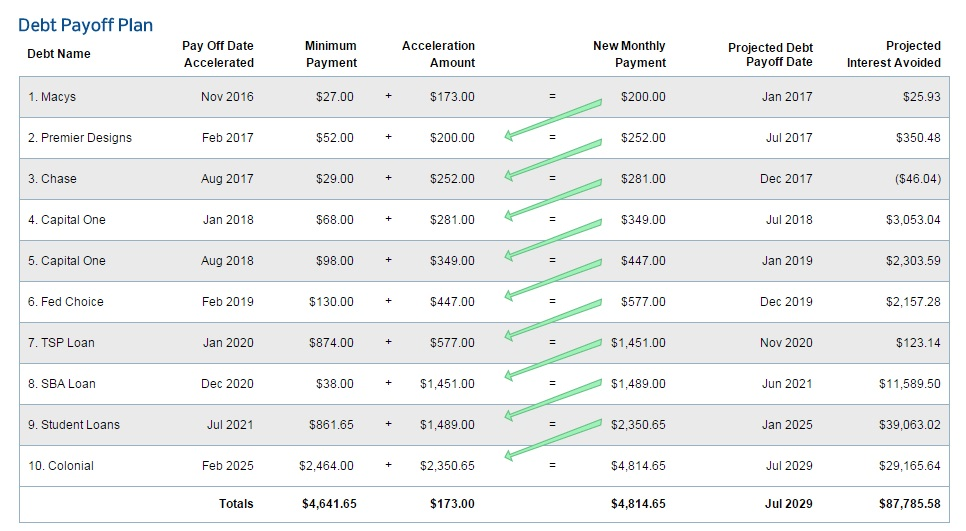 Debt Payoff Plan
Debt Name Pay Off Date Accelerated Minimum Payment Acceleration Amount New Monthly Payment Projected Debt Payoff Date Projected Interest Avoided
1. Macys Nov 2016 $27.00 + $173.00 = $200.00 Jan 2017 $25.93
2. Premier Designs Feb 2017 $52.00 + $200.00 = $252.00 Jul 2017 $350.48
3. Chase Aug 2017 $29.00 + $252.00 = $281.00 Dec 2017 ($46.04)
4. Capital One Jan 2018 $68.00 + $281.00 = $349.00 Jul 2018 $3,053.04
5. Capital One Aug 2018 $98.00 + $349.00 = $447.00 Jan 2019 $2,303.59
6. Fed Choice Feb 2019 $130.00 + $447.00 = $577.00 Dec 2019 $2,157.28
7. TSP Loan Jan 2020 $874.00 + $577.00 = $1,451.00 Nov 2020 $123.14
8. SBA Loan Dec 2020 $38.00 + $1,451.00 = $1,489.00 Jun 2021 $11,589.50
9. Student Loans Jul 2021 $861.65 + $1,489.00 = $2,350.65 Jan 2025 $39,063.02
10. Colonial Feb 2025 $2,464.00 + $2,350.65 = $4,814.65 Jul 2029 $29,165.64
Totals $4,641.65 $173.00 $4,814.65 Jul 2029 $87,785.58